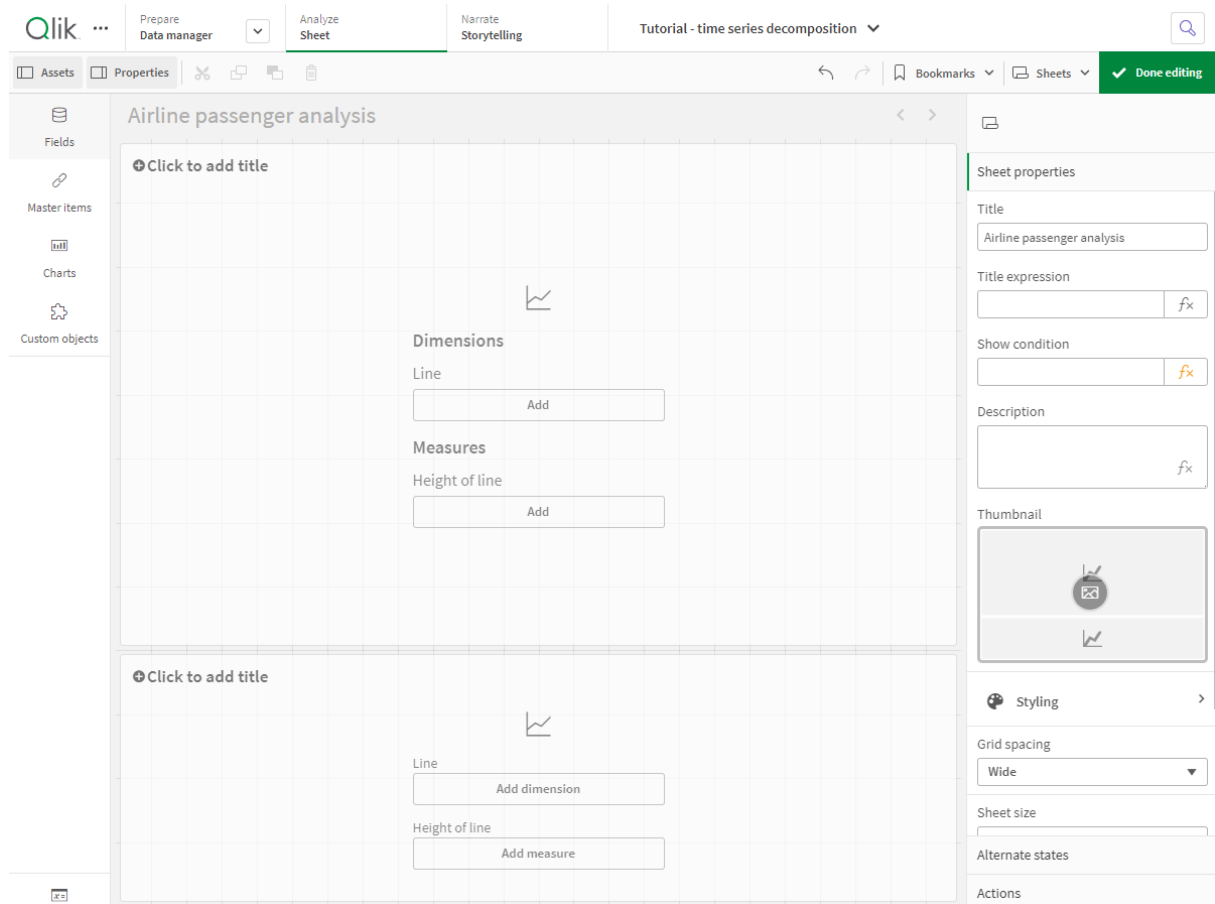 Qlik
Prepare
Data manager
Analyze
Sheet
Narrate
Storytelling
Tutorial - time series decomposition
Assets
Properties
Bookmarks
Sheets
Done editing
Fields
Master items
Charts
Custom objects
Airline passenger analysis
Click to add title
Dimensions
Line
Add
Measures
Height of line
Add
Click to add title
Line
Add dimension
Height of line
Add measure
Sheet properties
Title
Airline passenger analysis
Title expression
fx
Show condition
fx
Description
fx
Thumbnail
Styling
Grid spacing
Wide
Sheet size
Alternate states
Actions